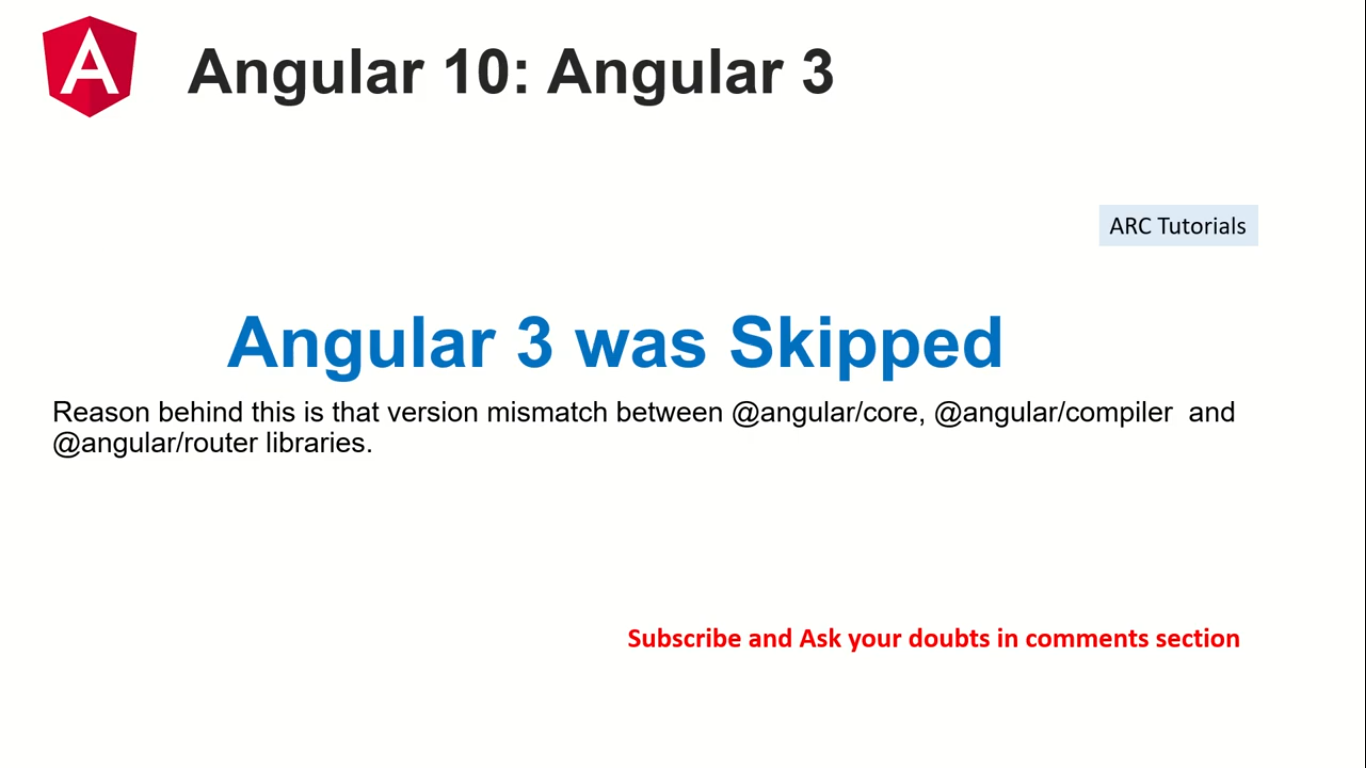 Angular 10: Angular 3
ARC Tutorials
Angular 3 was Skipped
Reason behind this is that version mismatch between @angular/core, @angular/compiler  and
@angular/router libraries.
Subscribe and Ask your doubts in comments section